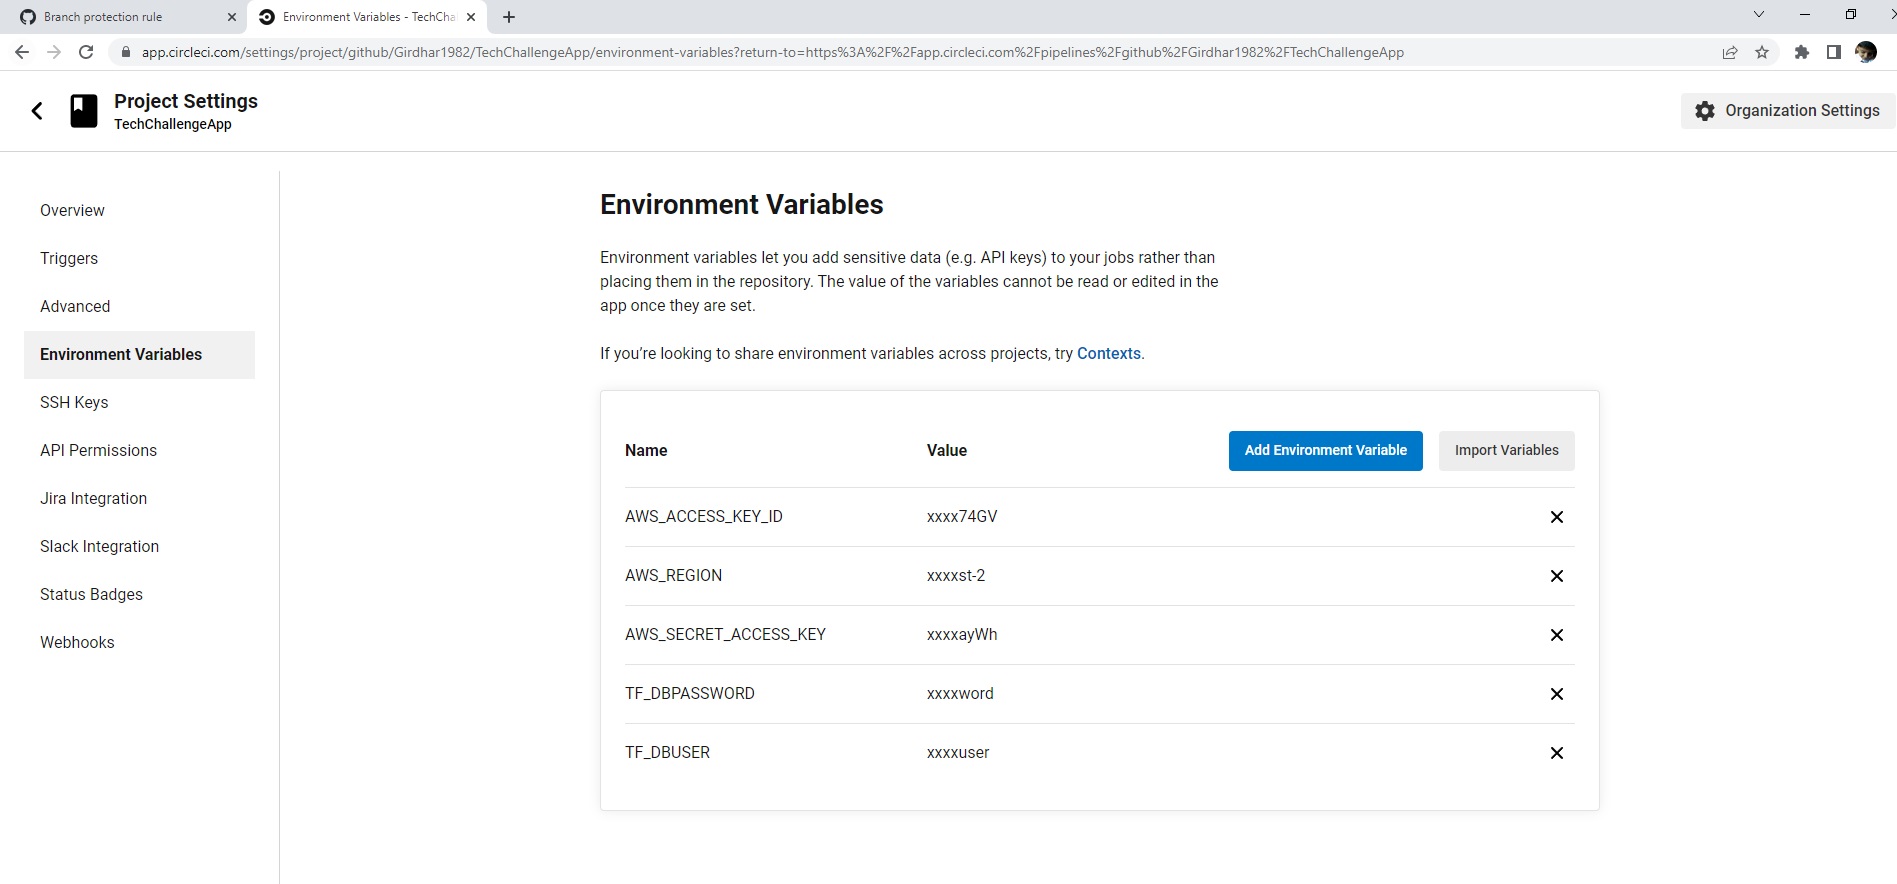 Branch protection rule
Environment Variables - TechCha
app.circleci.com/settings/project/github/Girdhar1982/TechChallengeApp/environment-variables?return-to=https%3A%2F%2Fapp.circleci.com%2Fpipelines%2Fgithub%2FGirdhar1982%2FTechChallengeApp
Project Settings
TechChallengeApp
Organization Settings
Overview
Triggers
Advanced
Environment Variables
SSH Keys
API Permissions
Jira Integration
Slack Integration
Status Badges
Webhooks
Environment Variables
Environment variables let you add sensitive data (e.g. API keys) to your jobs rather than
placing them in the repository. The value of the variables cannot be read or edited in the
app once they are set.
If you’re looking to share environment variables across projects, try Contexts.
Name Value Add Environment Variable Import Variables
AWS_ACCESS_KEY_ID xxxx74GV
AWS_REGION xxxxst-2
AWS_SECRET_ACCESS_KEY xxxxayWh
TF_DBPASSWORD xxxxword
TF_DBUSER xxxxuser